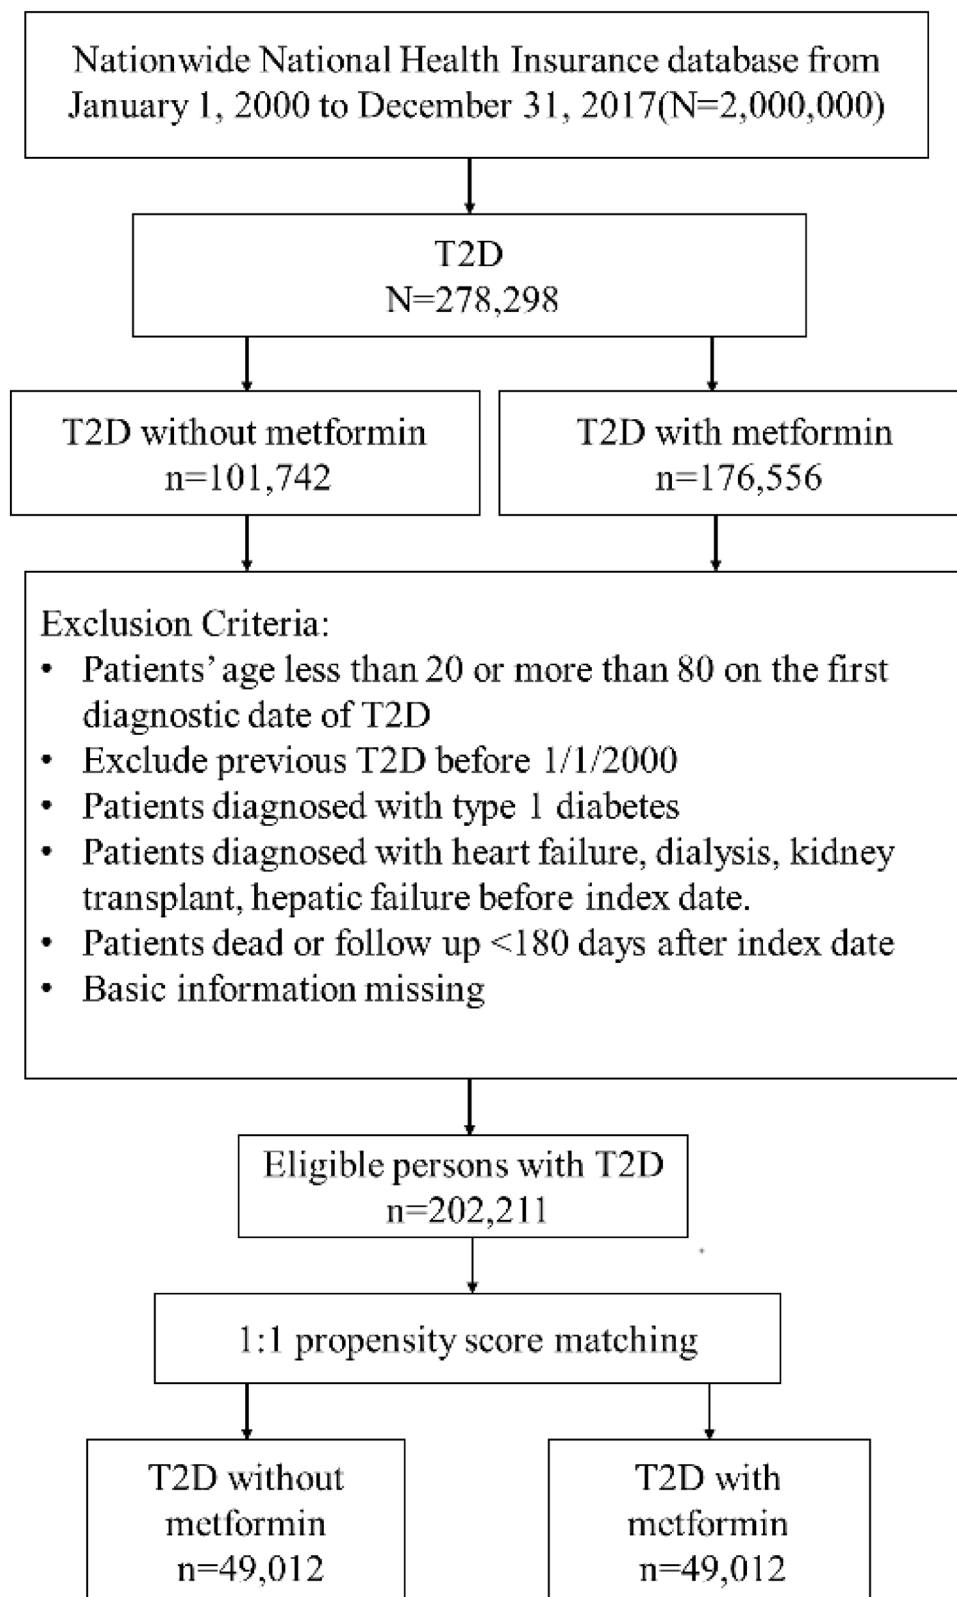 Nationwide National Health Insurance database from
January 1, 2000 to December 31, 2017(N=2,000,000)
T2D
N=278,298
T2D without metformin
n=101,742
T2D with metformin
n=176,556
Exclusion Criteria:
• Patients' age less than 20 or more than 80 on the first
diagnostic date of T2D
• Exclude previous T2D before 1/1/2000
• Patients diagnosed with type 1 diabetes
• Patients diagnosed with heart failure, dialysis, kidney
transplant, hepatic failure before index date.
• Patients dead or follow up <180 days after index date
• Basic information missing
Eligible persons with T2D
n=202,211
1:1 propensity score matching
T2D without
metformin
n=49,012
T2D with
metformin
n=49,012